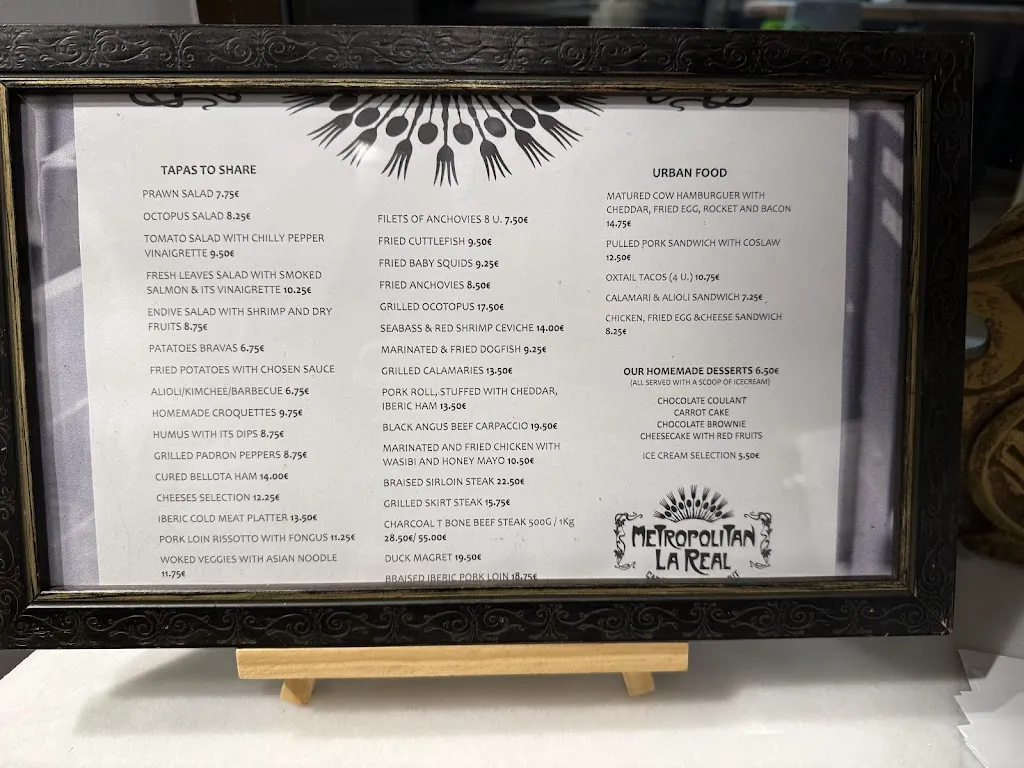 TAPAS TO SHARE
PRAWN SALAD 7.75€
OCTOPUS SALAD 8.25€
TOMATO SALAD WITH CHILLY PEPPER
VINAIGRETTE 9.50€
FRESH LEAVES SALAD WITH SMOKED
SALMON & ITS VINAIGRETTE 10.25€
ENDIVE SALAD WITH SHRIMP AND DRY
FRUITS 8.75€
PATATOES BRAVAS 6.75€
FRIED POTATOES WITH CHOSEN SAUCE
ALIOLI/KIMCHEE/BARBECUE 6.75€
HOMEMADE CROQUETTES 9.75€
HUMUS WITH ITS DIPS 8.75€
GRILLED PADRON PEPPERS 8.75€
CURED BELLOTA HAM 14.00€
CHEESES SELECTION 12.25€
IBERIC COLD MEAT PLATTER 13.50€
PORK LOIN RISSOTTO WITH FONGUS 11.25€
WOKED VEGGIES WITH ASIAN NOODLE
11.75€
FILETS OF ANCHOVIES 8 U. 7.50€
FRIED CUTTLEFISH 9.50€
FRIED BABY SQUIDS 9.25€
FRIED ANCHOVIES 8.50€
GRILLED OCOTOPUS 17.50€
SEABASS & RED SHRIMP CEVICHE 14.00€
MARINATED & FRIED DOGFISH 9.25€
GRILLED CALAMARIES 13.50€
PORK ROLL, STUFFED WITH CHEDDAR,
IBERIC HAM 13.50€
BLACK ANGUS BEEF CARPACCIO 19.50€
MARINATED AND FRIED CHICKEN WITH
WASIBI AND HONEY MAYO 10.50€
BRAISED SIRLOIN STEAK 22.50€
GRILLED SKIRT STEAK 15.75€
CHARCOAL T BONE BEEF STEAK 500G / 1Kg
28.50€/ 55.00€
DUCK MAGRET 19.50€
BRAISED IBERIC PORK LOIN 18.75€
URBAN FOOD
MATURED COW HAMBURGUER WITH
CHEDDAR, FRIED EGG, ROCKET AND BACON
14.75€
PULLED PORK SANDWICH WITH COSLAW
12.50€
OXTAIL TACOS (4 U.) 10.75€
CALAMARI & ALIOLI SANDWICH 7.25€
CHICKEN, FRIED EGG &CHEESE SANDWICH
8.25€
OUR HOMEMADE DESSERTS 6.50€
(ALL SERVED WITH A SCOOP OF ICECREAM)
CHOCOLATE COULANT
CARROT CAKE
CHOCOLATE BROWNIE
CHEESECAKE WITH RED FRUITS
ICE CREAM SELECTION 5.50€
METROPOLITAN
LA REAL